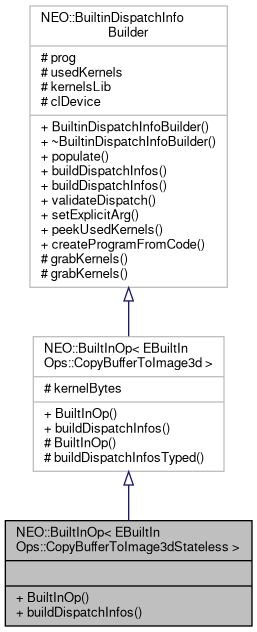 NEO::BuiltinDispatchInfo
Builder
# prog
# usedKernels
# kernelsLib
# clDevice
+ BuiltinDispatchInfoBuilder()
+ ~BuiltinDispatchInfoBuilder()
+ populate()
+ buildDispatchInfos()
+ buildDispatchInfos()
+ validateDispatch()
+ setExplicitArg()
+ peekUsedKernels()
+ createProgramFromCode()
# grabKernels()
# grabKernels()
NEO::BuiltInOp< EBuiltIn
Ops::CopyBufferToImage3d >
# kernelBytes
+ BuiltInOp()
+ buildDispatchInfos()
# BuiltInOp()
# buildDispatchInfosTyped()
NEO::BuiltInOp< EBuiltIn
Ops::CopyBufferToImage3dStateless >
+ BuiltInOp()
+ buildDispatchInfos()